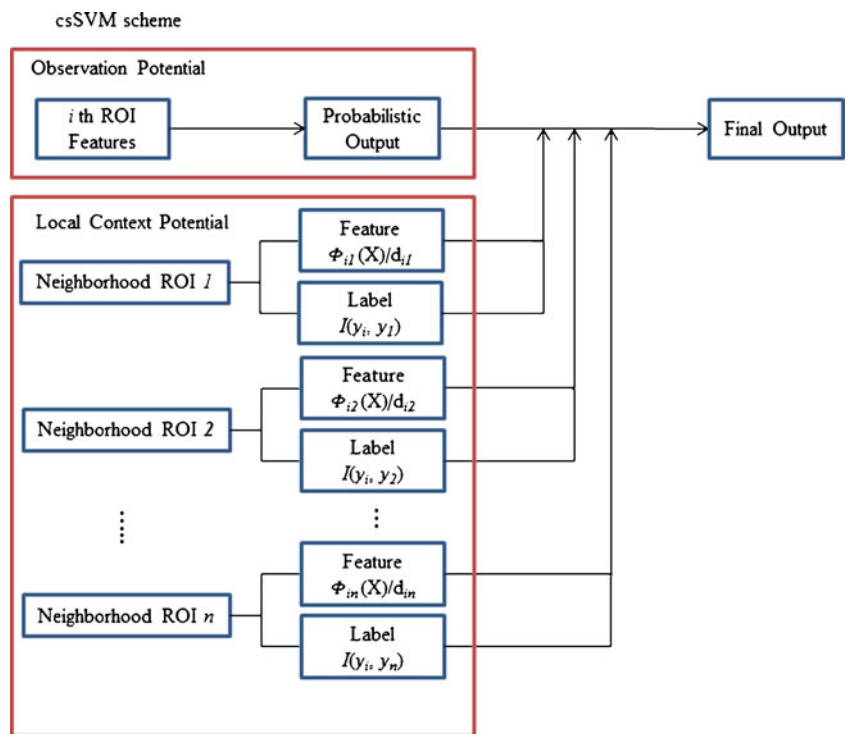 csSVM scheme
Observation Potential
i th ROI
Features
Probabilistic
Output
Final Output
Local Context Potential
Neighborhood ROI 1
Feature
Φi1(X)/di1
Label
I(yi, y1)
Neighborhood ROI 2
Feature
Φi2(X)/di2
Label
I(yi, y2)
Neighborhood ROI n
Feature
Φin(X)/din
Label
I(yi, yn)